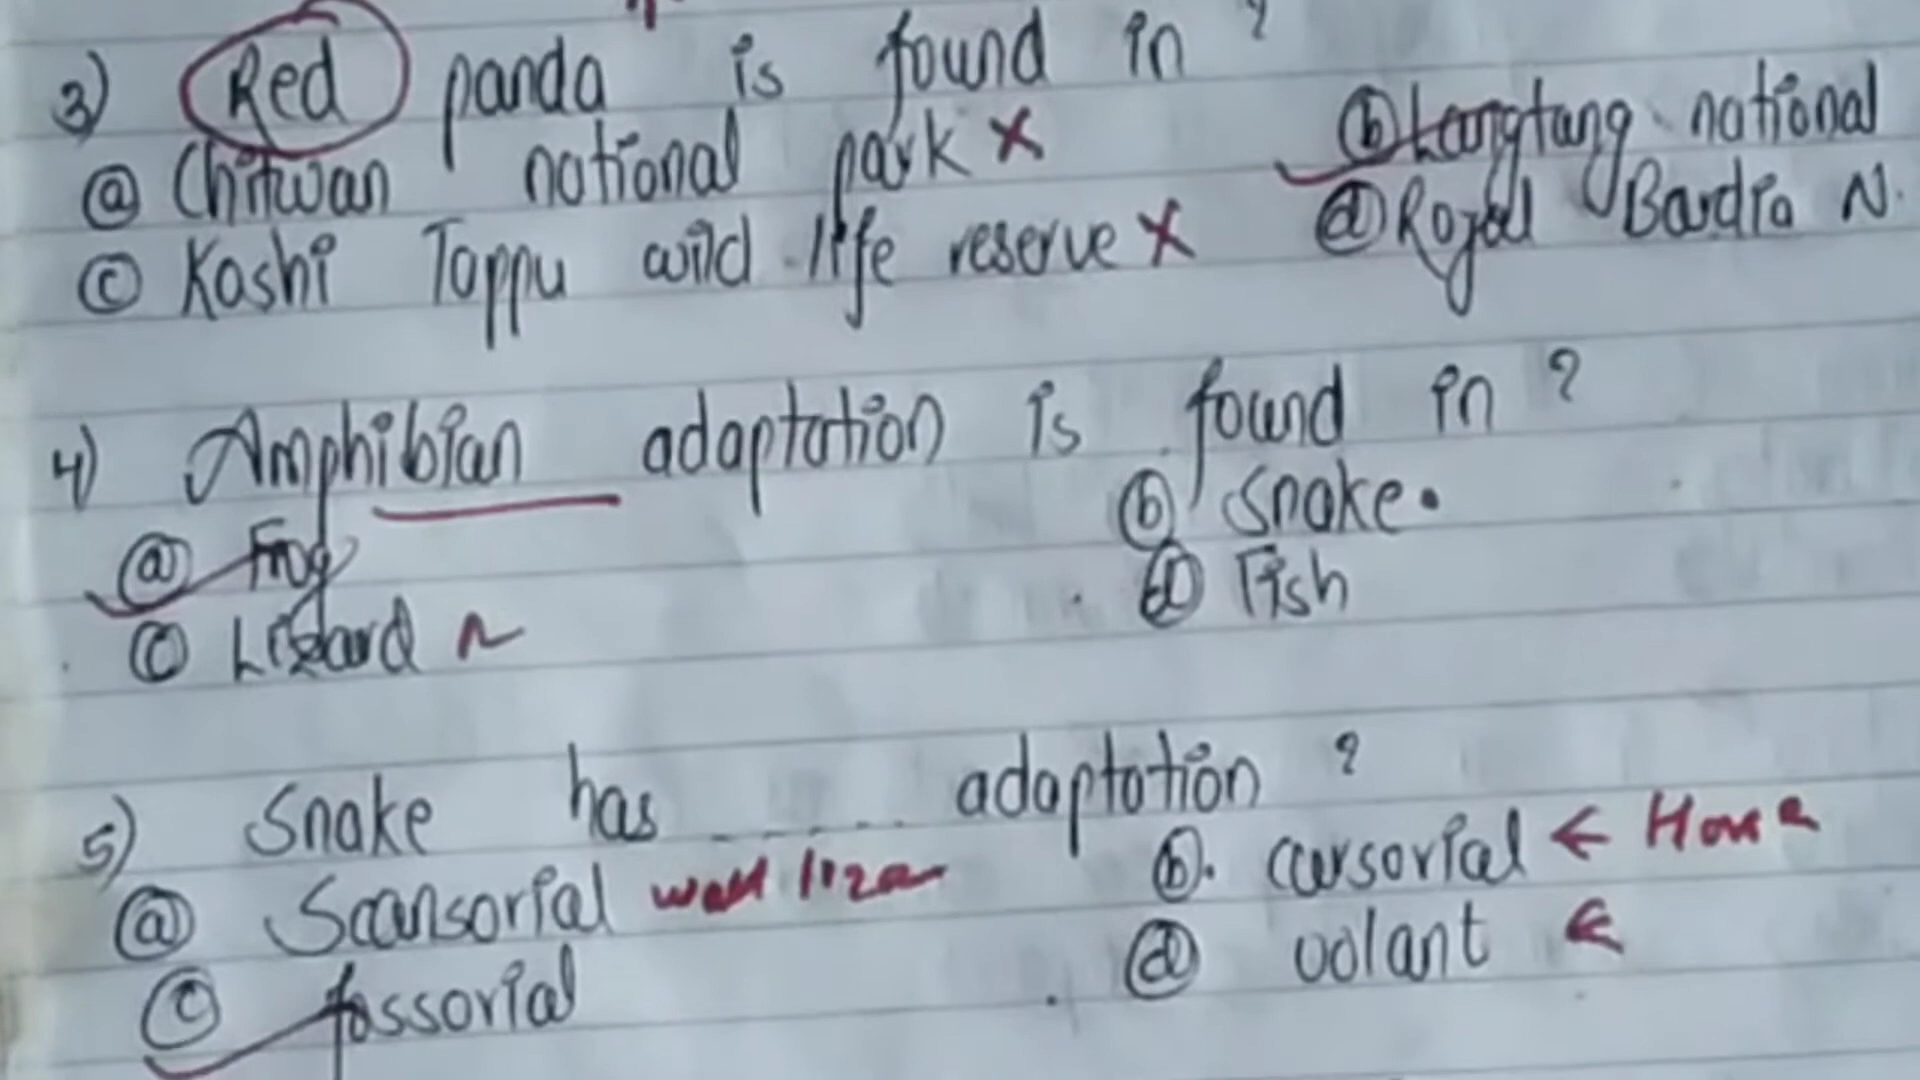 3) Red panda is found in ?
ⓐ Chitwan national park X ⓑ Langtang national
ⓒ Koshi Toppu wild life reserve X ⓓ Royal Bardia N.
4) Amphibian adaptation is found in ?
ⓐ Frog ⓑ Snake.
ⓒ Lizard ⓓ Fish
5) Snake has ...... adaptation ?
ⓐ Scansorial wall ⓑ. cursorial ← Horse
ⓒ fossorial ⓓ volant ←